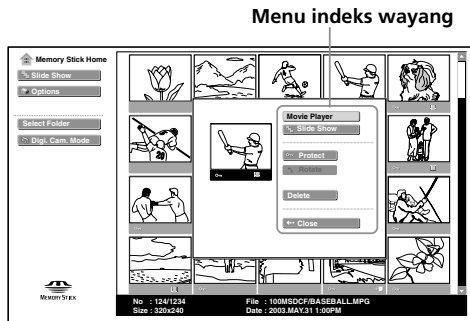 Menu indeks wayang
Memory Stick Home
Slide Show
Options
Select Folder
Digi. Cam. Mode
Movie Player
Slide Show
Protect
Rotate
Delete
Close
MEMORY STICK
No : 124/1234
Size : 320x240
File : 100MSDCF/BASEBALL.MPG
Date : 2003.MAY.31 1:00PM